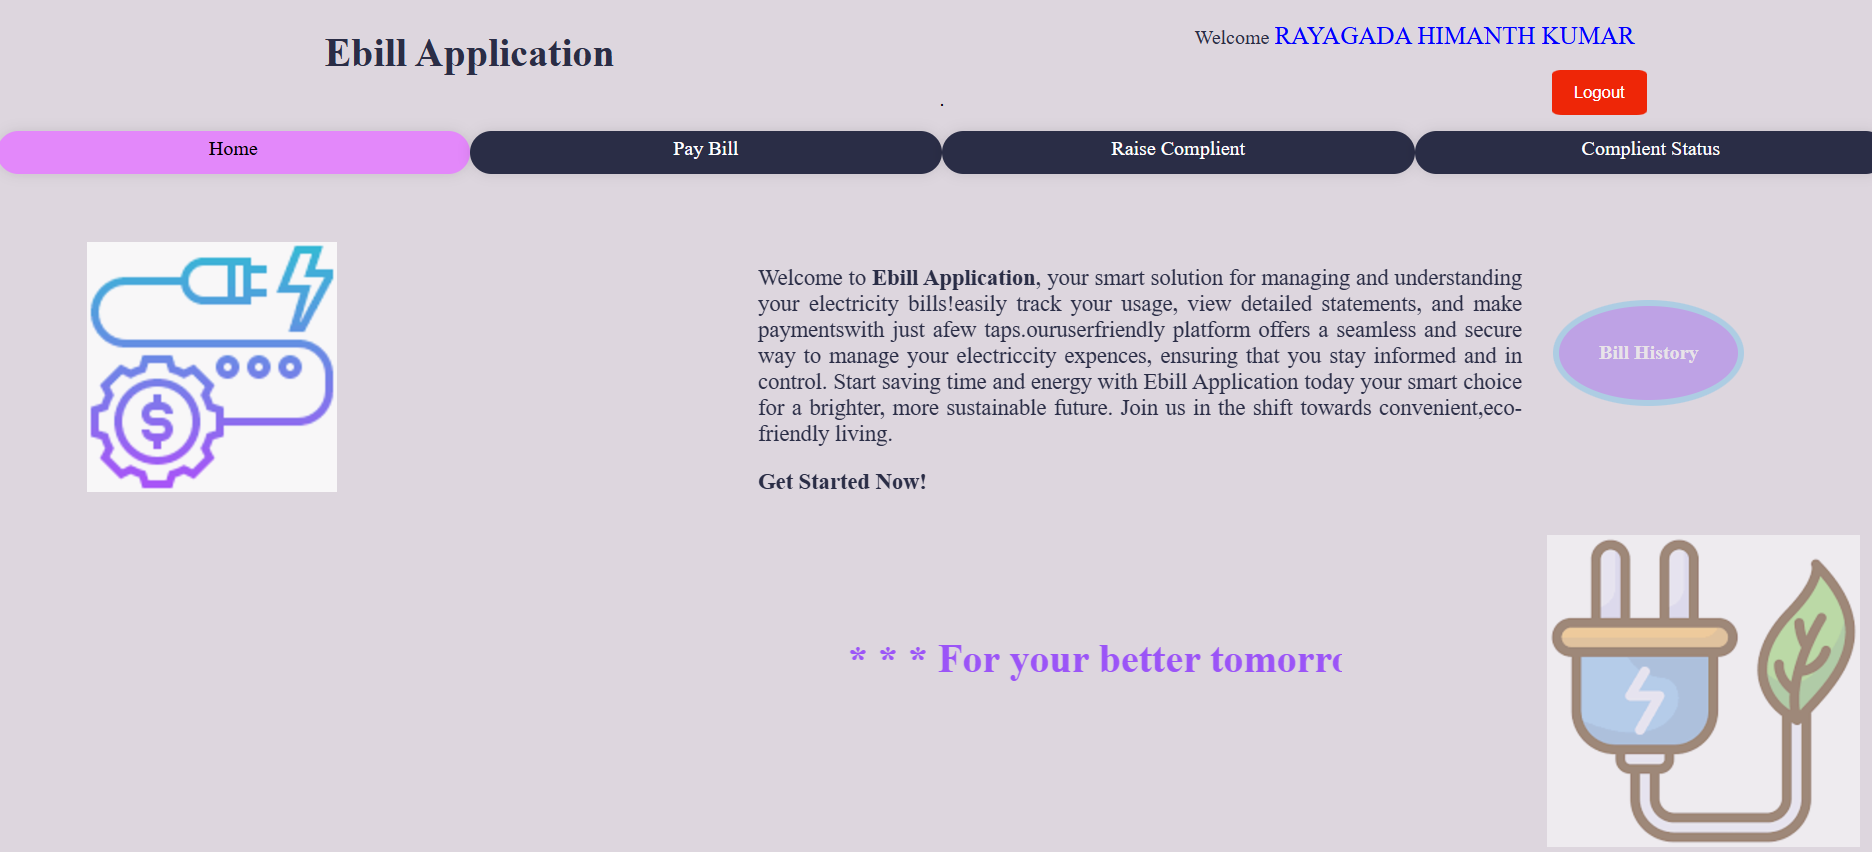 Ebill Application
Welcome RAYAGADA HIMANTH KUMAR
Logout
.
Home
Pay Bill
Raise Complient
Complient Status
Welcome to Ebill Application, your smart solution for managing and understanding
your electricity bills!easily track your usage, view detailed statements, and make
paymentswith just afew taps.ouruserfriendly platform offers a seamless and secure
way to manage your electriccity expences, ensuring that you stay informed and in
control. Start saving time and energy with Ebill Application today your smart choice
for a brighter, more sustainable future. Join us in the shift towards convenient,eco-
friendly living.
Bill History
$
Get Started Now!
* * * For your better tomorro